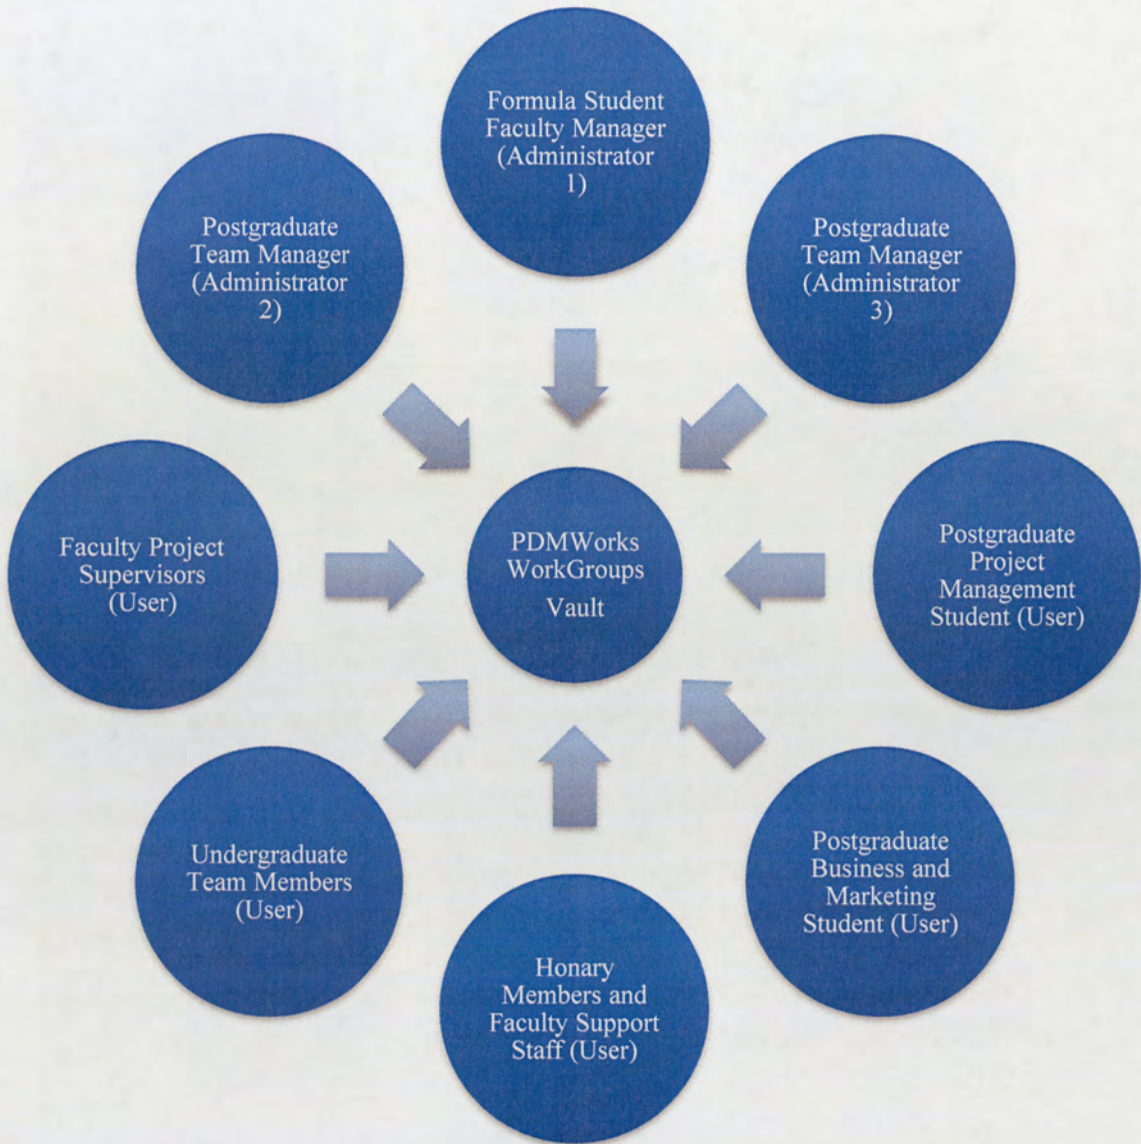 Formula Student
Faculty Manager
(Administrator
1)
Postgraduate
Team Manager
(Administrator
2)
Postgraduate
Team Manager
(Administrator
3)
Faculty Project
Supervisors
(User)
PDMWorks
WorkGroups
Vault
Postgraduate
Project
Management
Student (User)
Undergraduate
Team Members
(User)
Postgraduate
Business and
Marketing
Student (User)
Honary
Members and
Faculty Support
Staff (User)